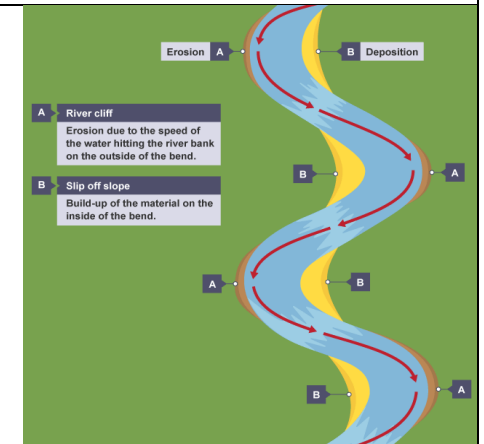 Erosion A
B Deposition
A River cliff
Erosion due to the speed of
the water hitting the river bank
on the outside of the bend.
B Slip off slope
Build-up of the material on the
inside of the bend.
B
A
A
B
B
A